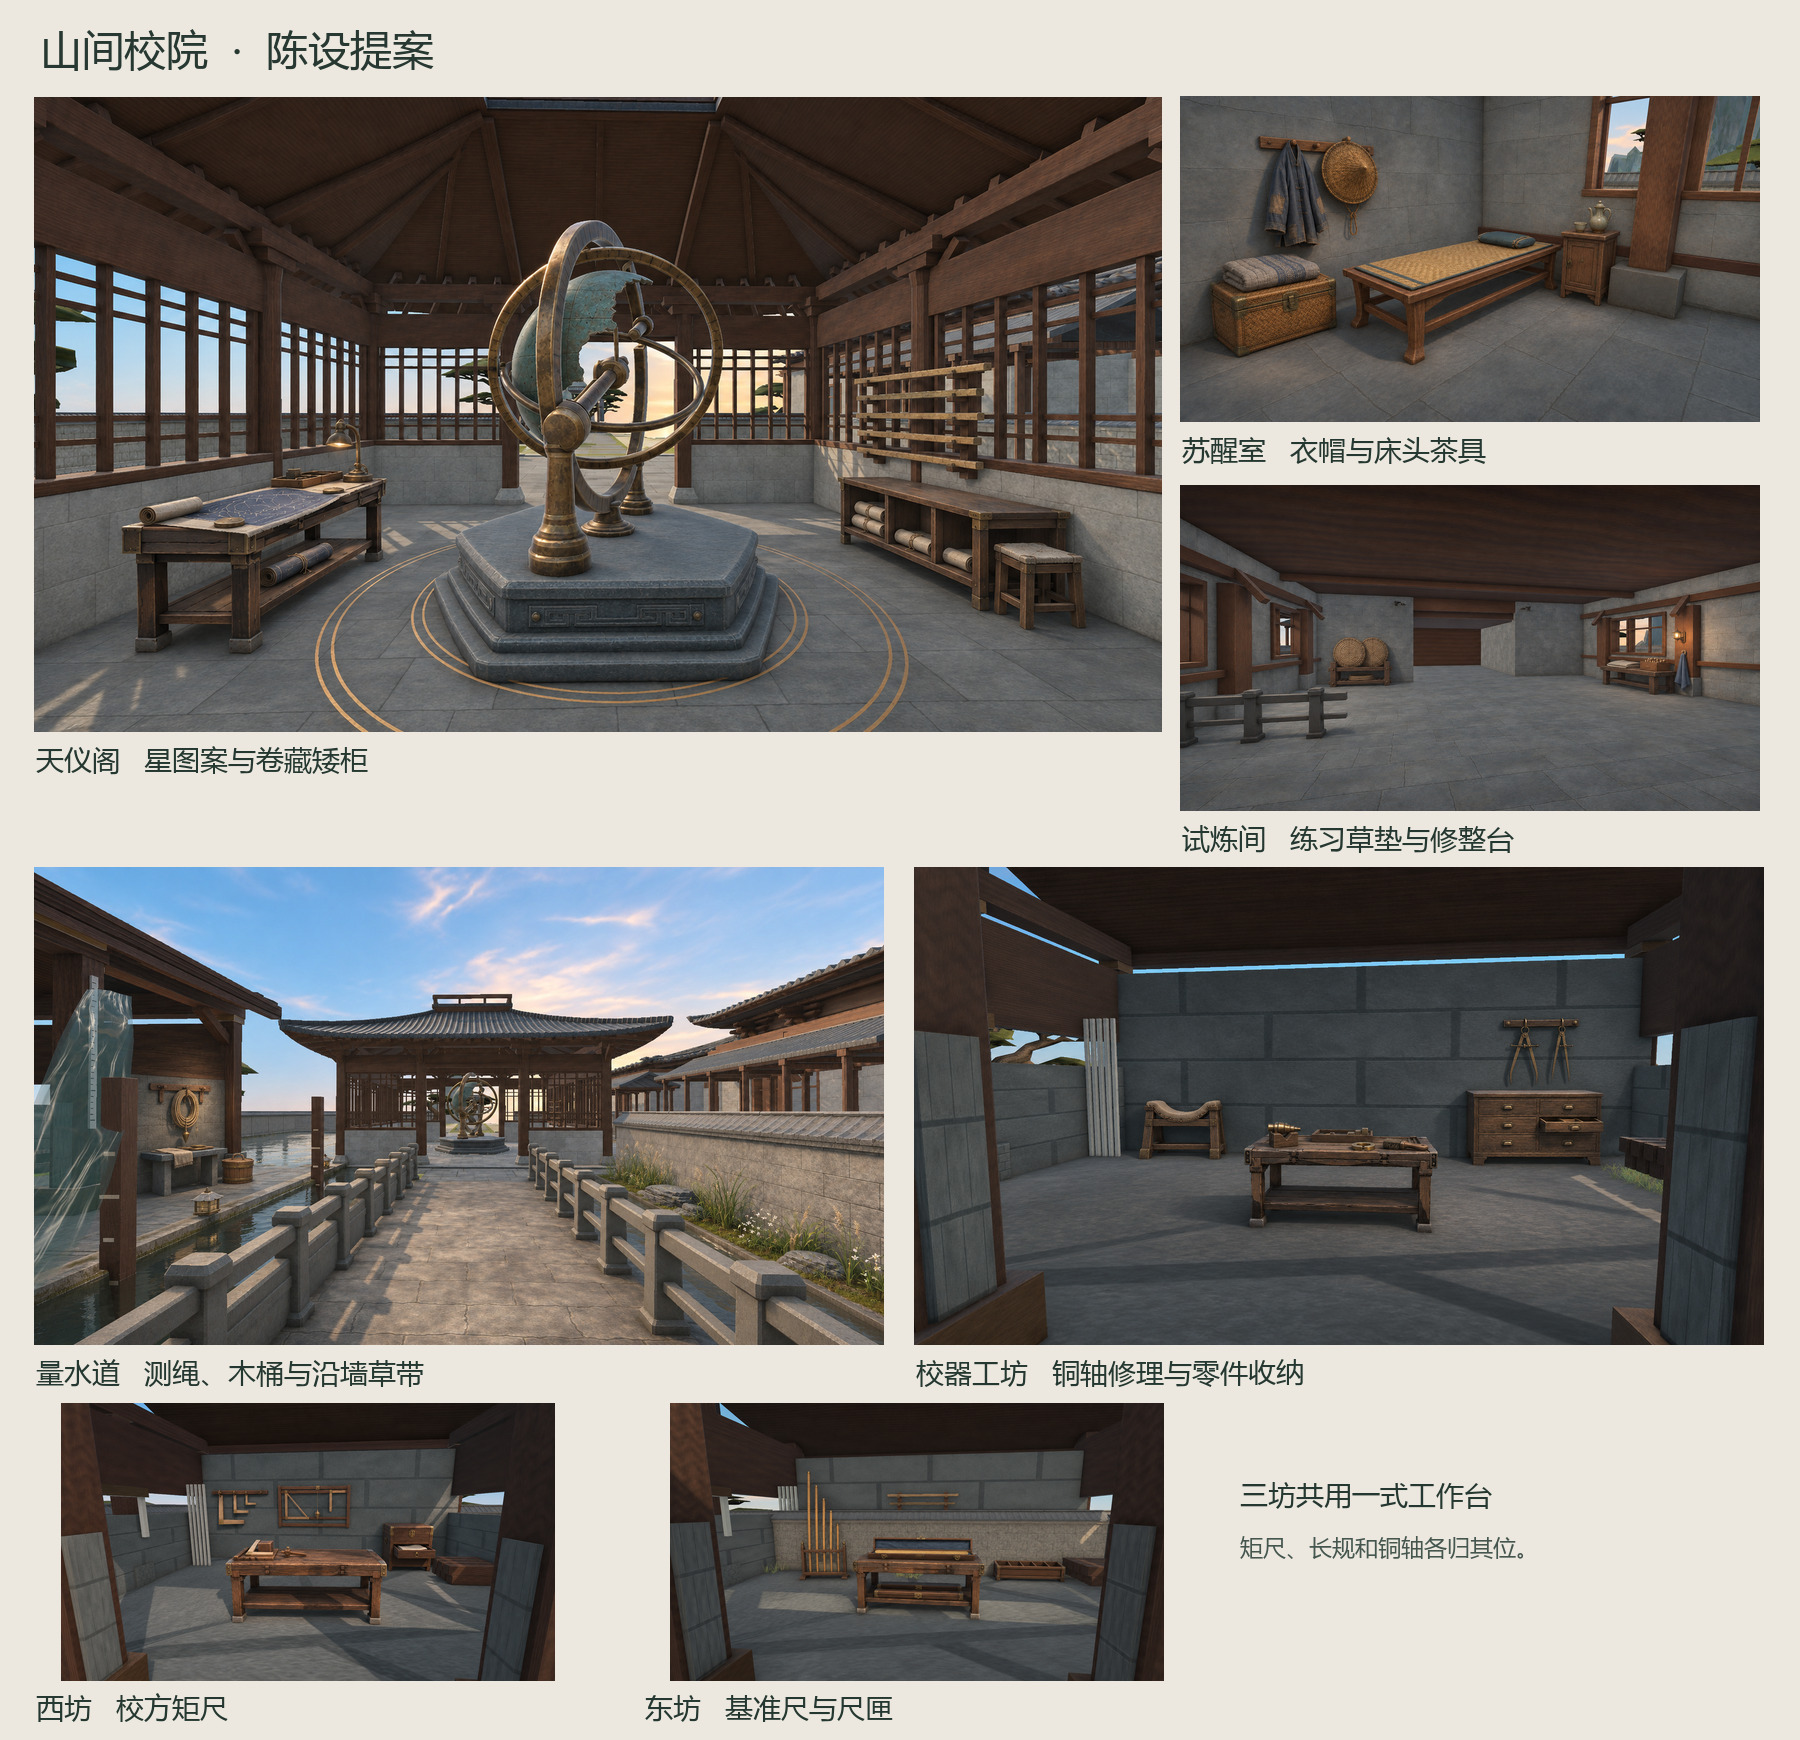 山间校院 · 陈设提案
天仪阁 星图案与卷藏矮柜
苏醒室 衣帽与床头茶具
试炼间 练习草垫与修整台
量水道 测绳、木桶与沿墙草带
校器工坊 铜轴修理与零件收纳
西坊 校方矩尺
东坊 基准尺与尺匣
三坊共用一式工作台
矩尺、长规和铜轴各归其位。